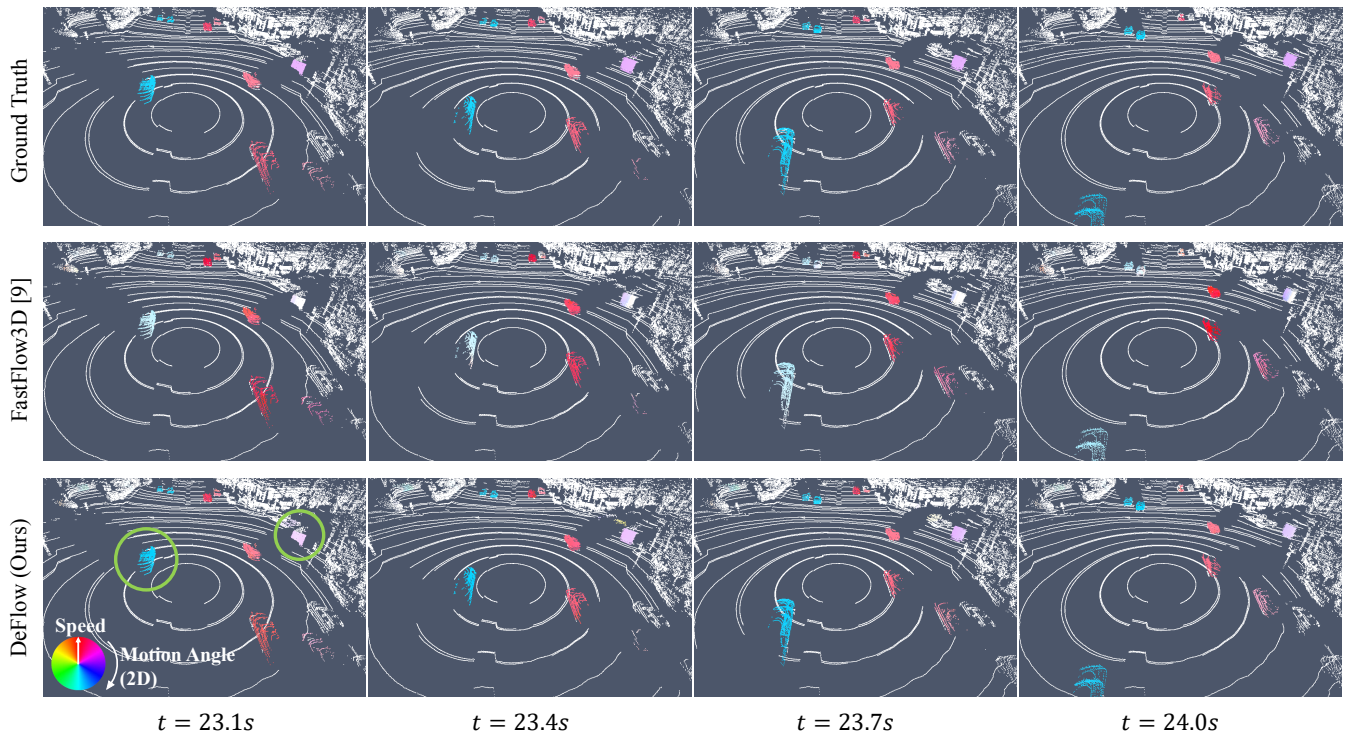 Ground Truth
FastFlow3D [9]
DeFlow (Ours)
Speed
Motion Angle
(2D)
t = 23.1s
t = 23.4s
t = 23.7s
t = 24.0s